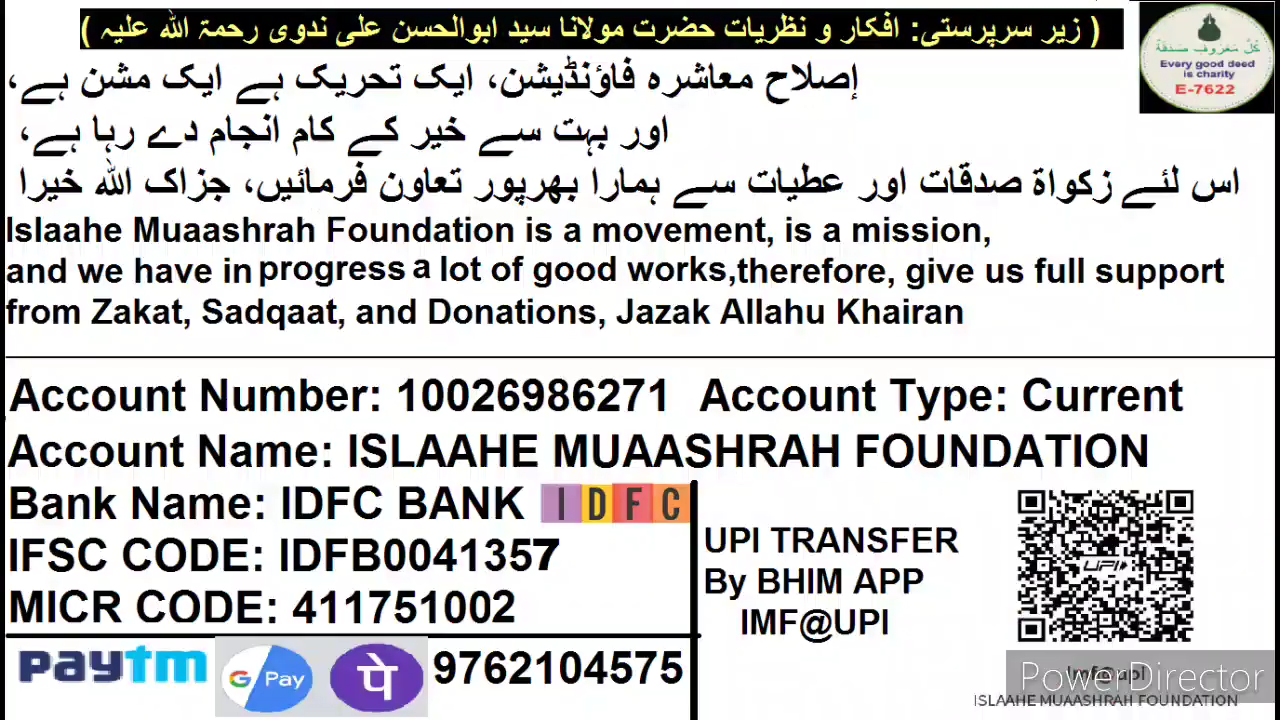 ( زیر سرپرستی: افکار و نظریات حضرت مولانا سید ابوالحسن علی ندوی رحمۃ اللہ علیہ )
كُلُّ مَعْرُوفٍ صَدَقَةٌ
Every good deed
is charity
E-7622
إصلاح معاشرہ فاؤنڈیشن، ایک تحریک ہے ایک مشن ہے،
اور بہت سے خیر کے کام انجام دے رہا ہے،
اس لئے زکواۃ صدقات اور عطیات سے ہمارا بھرپور تعاون فرمائیں، جزاک اللہ خیرا
Islaahe Muaashrah Foundation is a movement, is a mission,
and we have in progress a lot of good works,therefore, give us full support
from Zakat, Sadqaat, and Donations, Jazak Allahu Khairan
Account Number: 10026986271 Account Type: Current
Account Name: ISLAAHE MUAASHRAH FOUNDATION
Bank Name: IDFC BANK IDFC
IFSC CODE: IDFB0041357
MICR CODE: 411751002
UPI TRANSFER
By BHIM APP
IMF@UPI
UPI
paytm G Pay पे 9762104575
imf@upi
PowerDirector
ISLAAHE MUAASHRAH FOUNDATION